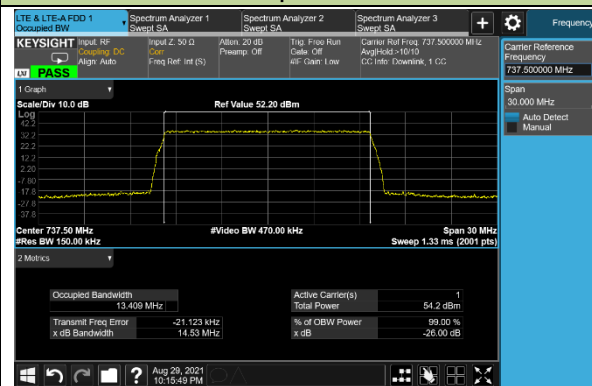 LTE & LTE-A FDD 1
Occupied BW
Spectrum Analyzer 1
Swept SA
Spectrum Analyzer 2
Swept SA
Spectrum Analyzer 3
Swept SA
+
Frequency
KEYSIGHT
Input: RF
Coupling: DC
Align: Auto
Input Z: 50 Ω
Corr
Freq Ref: Int (S)
Atten: 20 dB
Preamp: Off
Trig: Free Run
Gate: Off
#IF Gain: Low
Carrier Ref Freq: 737.500000 MHz
Avg|Hold:>10/10
CC Info: Downlink, 1 CC
LXI
PASS
Carrier Reference
Frequency
737.500000 MHz
Span
30.000 MHz
Auto Detect
Manual
1 Graph
Scale/Div 10.0 dB
Ref Value 52.20 dBm
Log
42.2
32.2
22.2
12.2
2.20
-7.80
-17.8
-27.8
-37.8
Center 737.50 MHz
#Video BW 470.00 kHz
Span 30 MHz
#Res BW 150.00 kHz
Sweep 1.33 ms (2001 pts)
2 Metrics
Occupied Bandwidth
13.409 MHz
Active Carrier(s) 1
Total Power 54.2 dBm
Transmit Freq Error -21.123 kHz
x dB Bandwidth 14.53 MHz
% of OBW Power 99.00 %
x dB -26.00 dB
?
Aug 29, 2021
10:15:49 PM